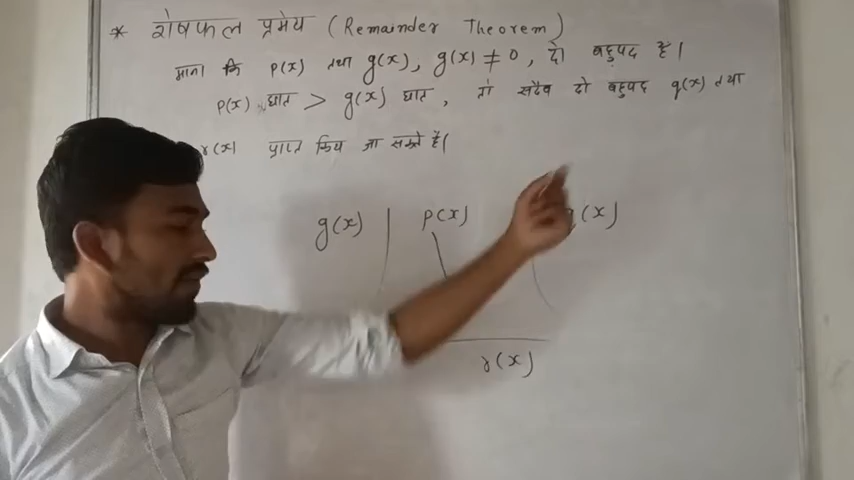 * शेषफल प्रमेय (Remainder Theorem)
माना कि p(x) तथा g(x), g(x) ≠ 0, दो बहुपद हैं।
p(x) घात > g(x) घात, तो सदैव दो बहुपद q(x) तथा
r(x) प्राप्त किय जा सकते हैं।
g(x) p(x) (x)
r(x)